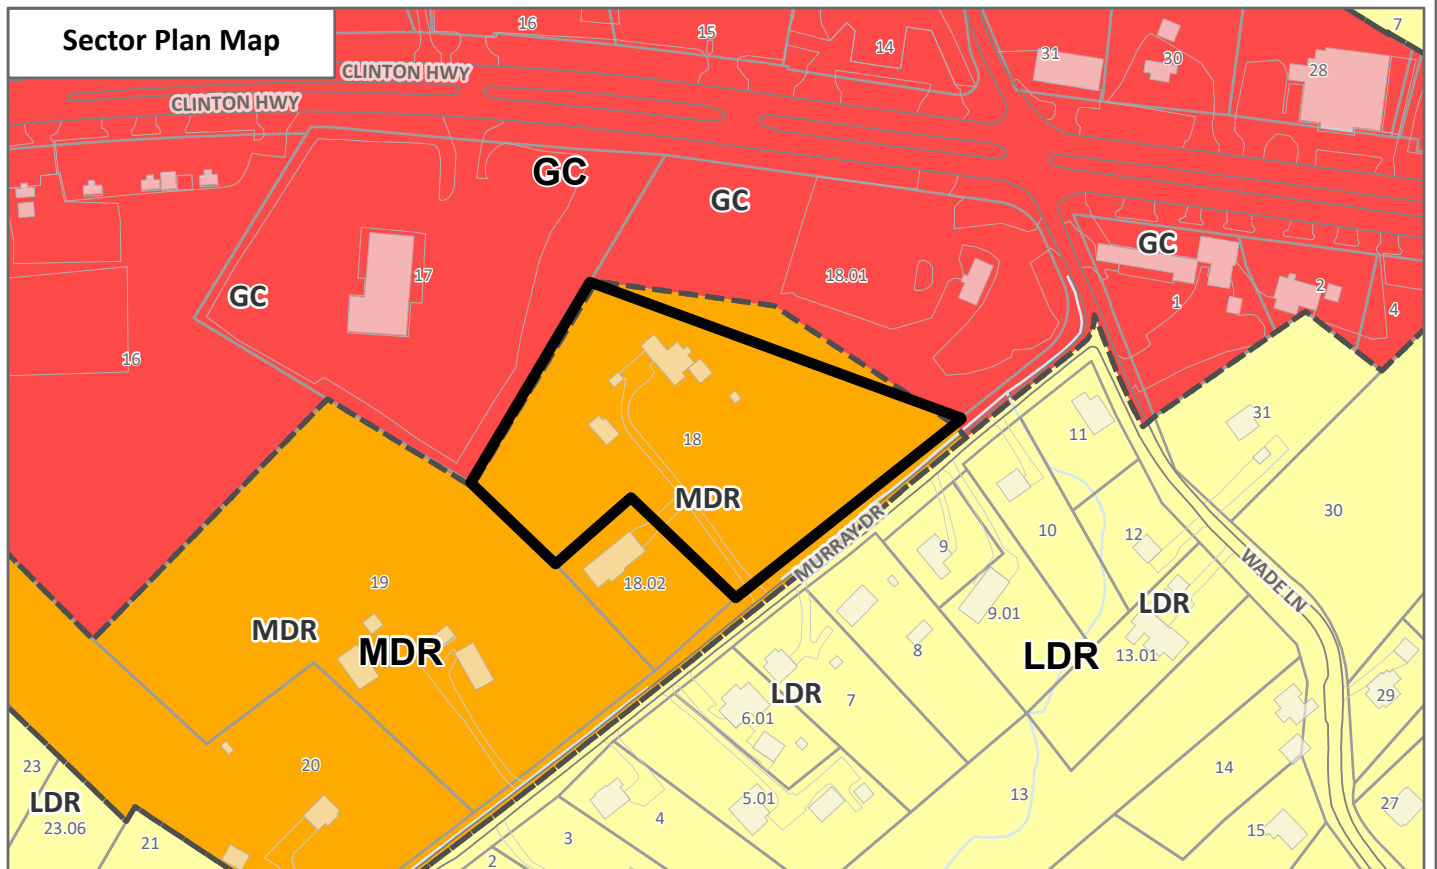 Sector Plan Map
16
15
14
7
31
30
28
CLINTON HWY
CLINTON HWY
GC
GC
GC
GC
17
18.01
16
1
2
4
18
MDR
31
11
30
10
12
9
MURRAY DR
WADE LN
19
18.02
9.01
LDR
MDR
MDR
8
LDR
13.01
LDR
7
29
6.01
23
20
14
13
5.01
LDR
23.06
4
27
21
3
15
2